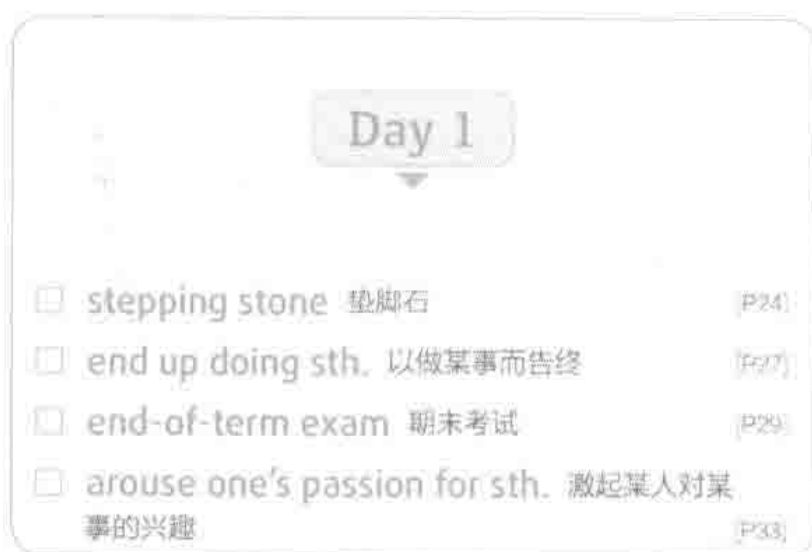 Day 1
stepping stone 垫脚石 [P24]
end up doing sth. 以做某事而告终 [P27]
end-of-term exam 期末考试 [P29]
arouse one's passion for sth. 激起某人对某
事的兴趣 [P33]